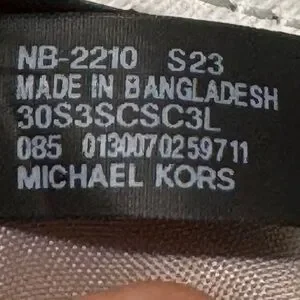 NB-2210 S23
MADE IN BANGLADESH
30S3SCSC3L
085 0130070259711
MICHAEL KORS